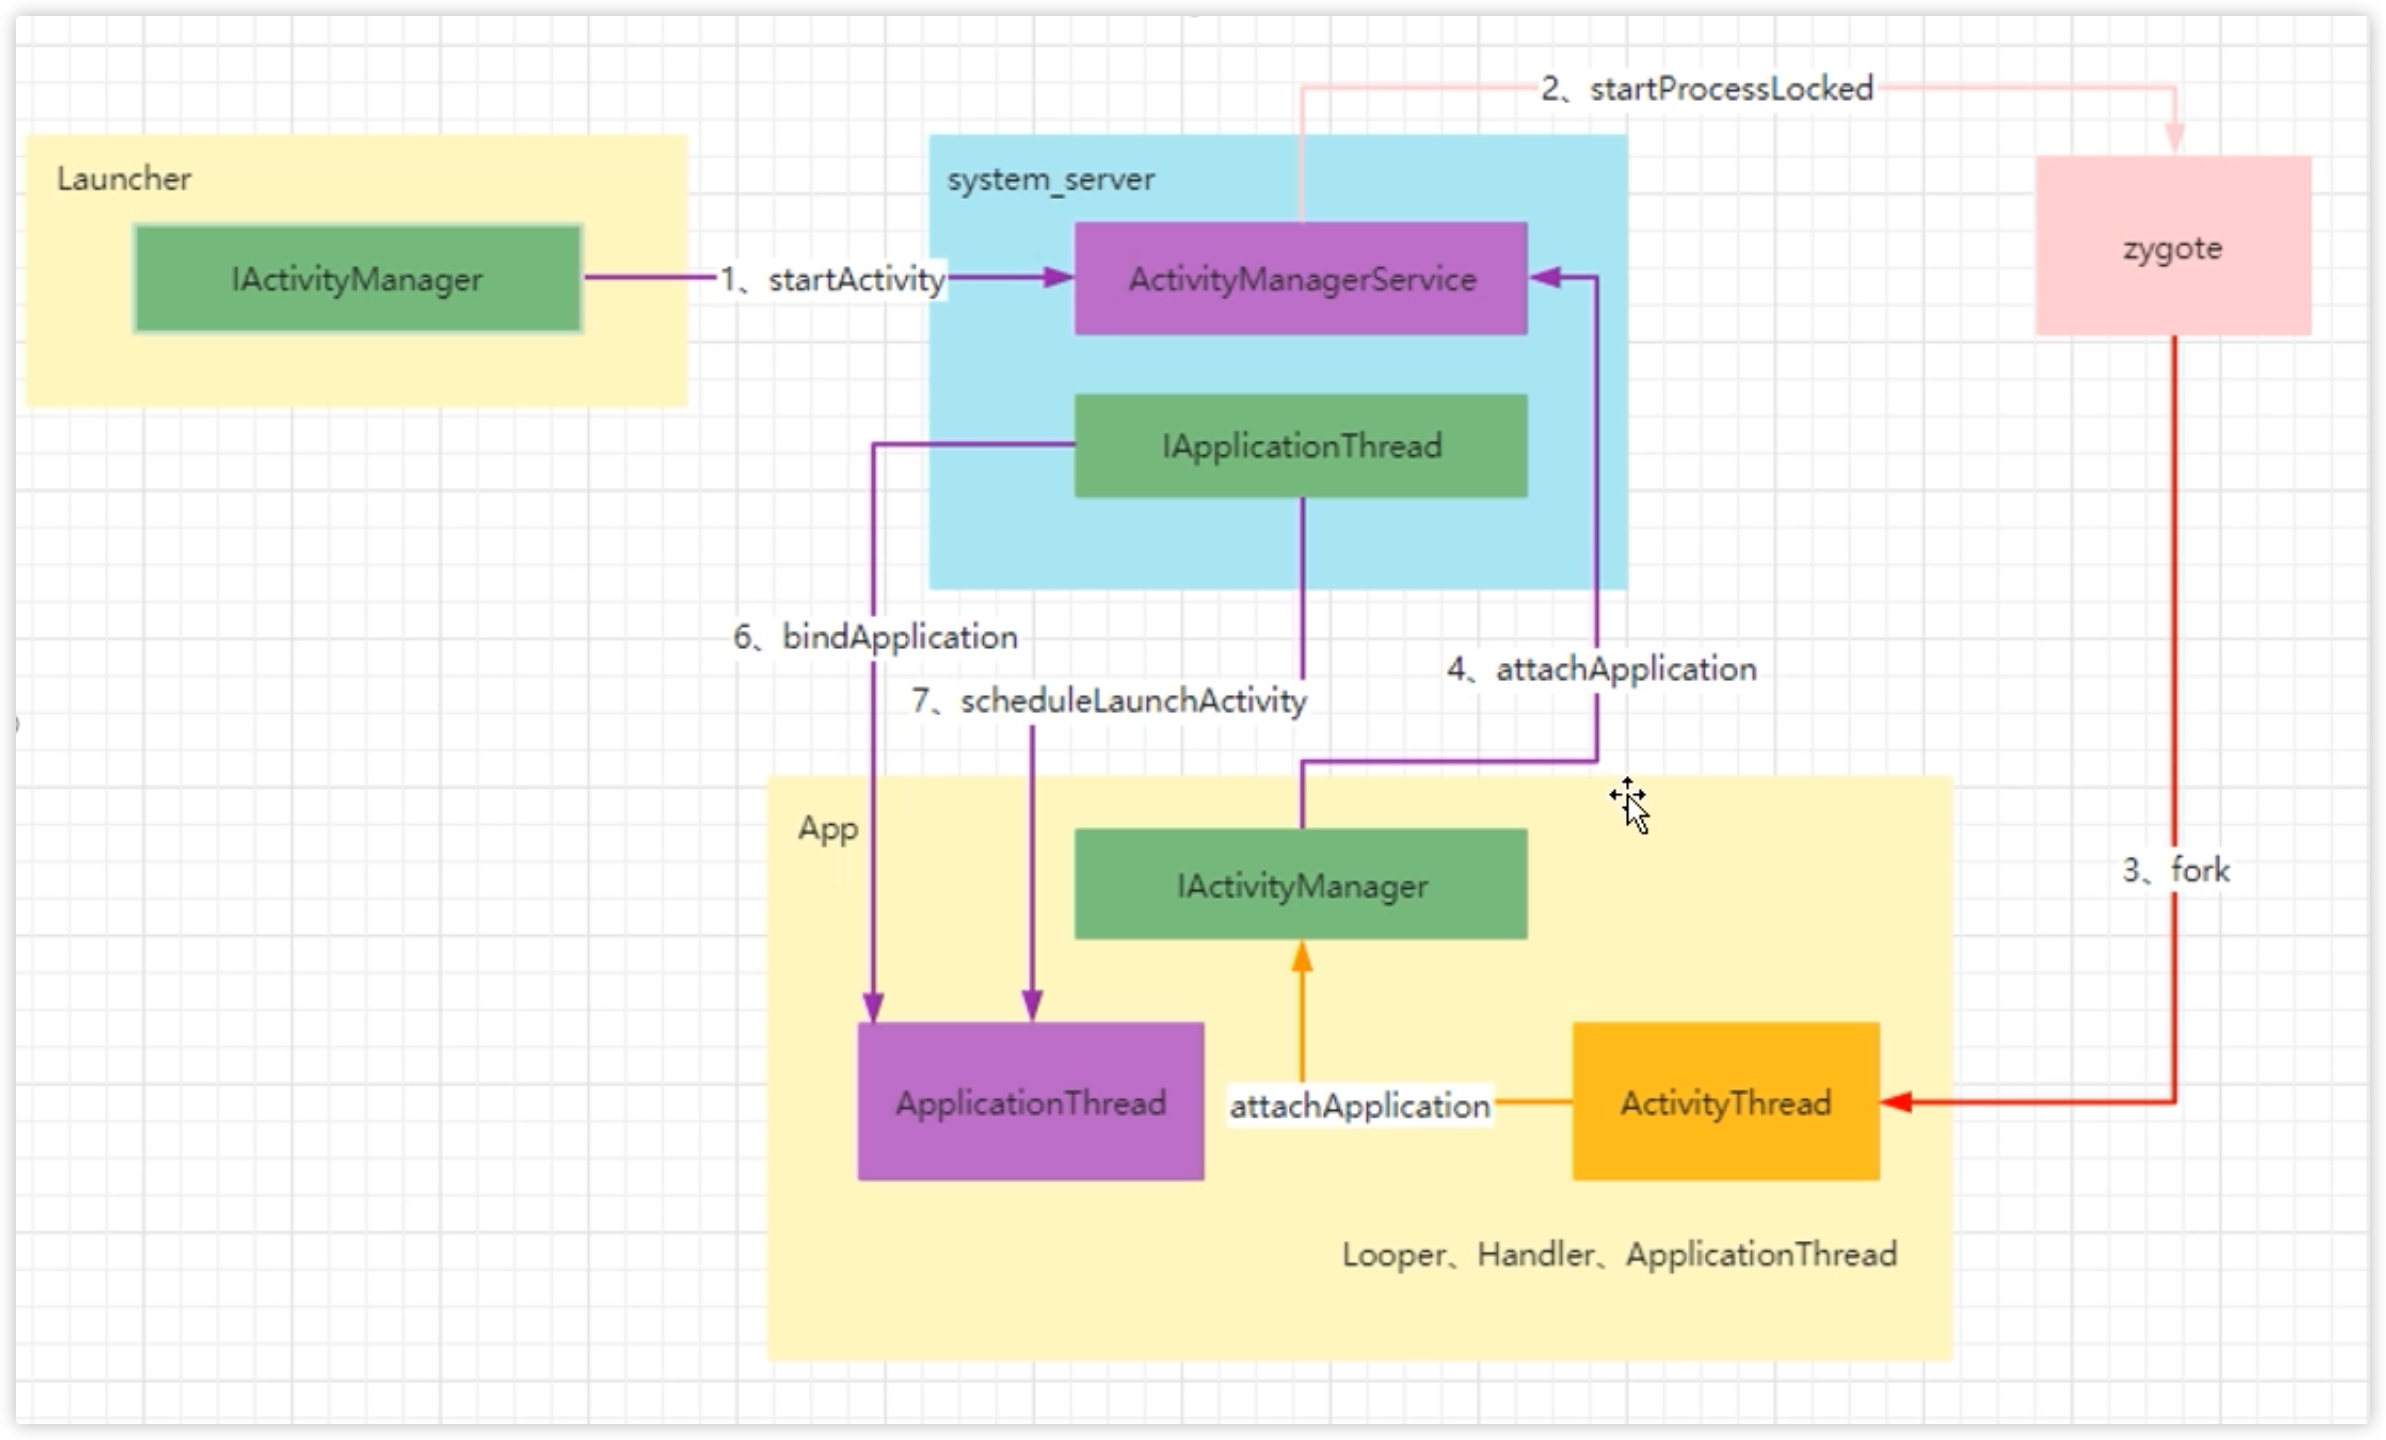 2、startProcessLocked
Launcher
system_server
IActivityManager
1、startActivity
ActivityManagerService
zygote
IApplicationThread
6、bindApplication
4、attachApplication
7、scheduleLaunchActivity
App
IActivityManager
3、fork
ApplicationThread
attachApplication
ActivityThread
Looper、Handler、ApplicationThread